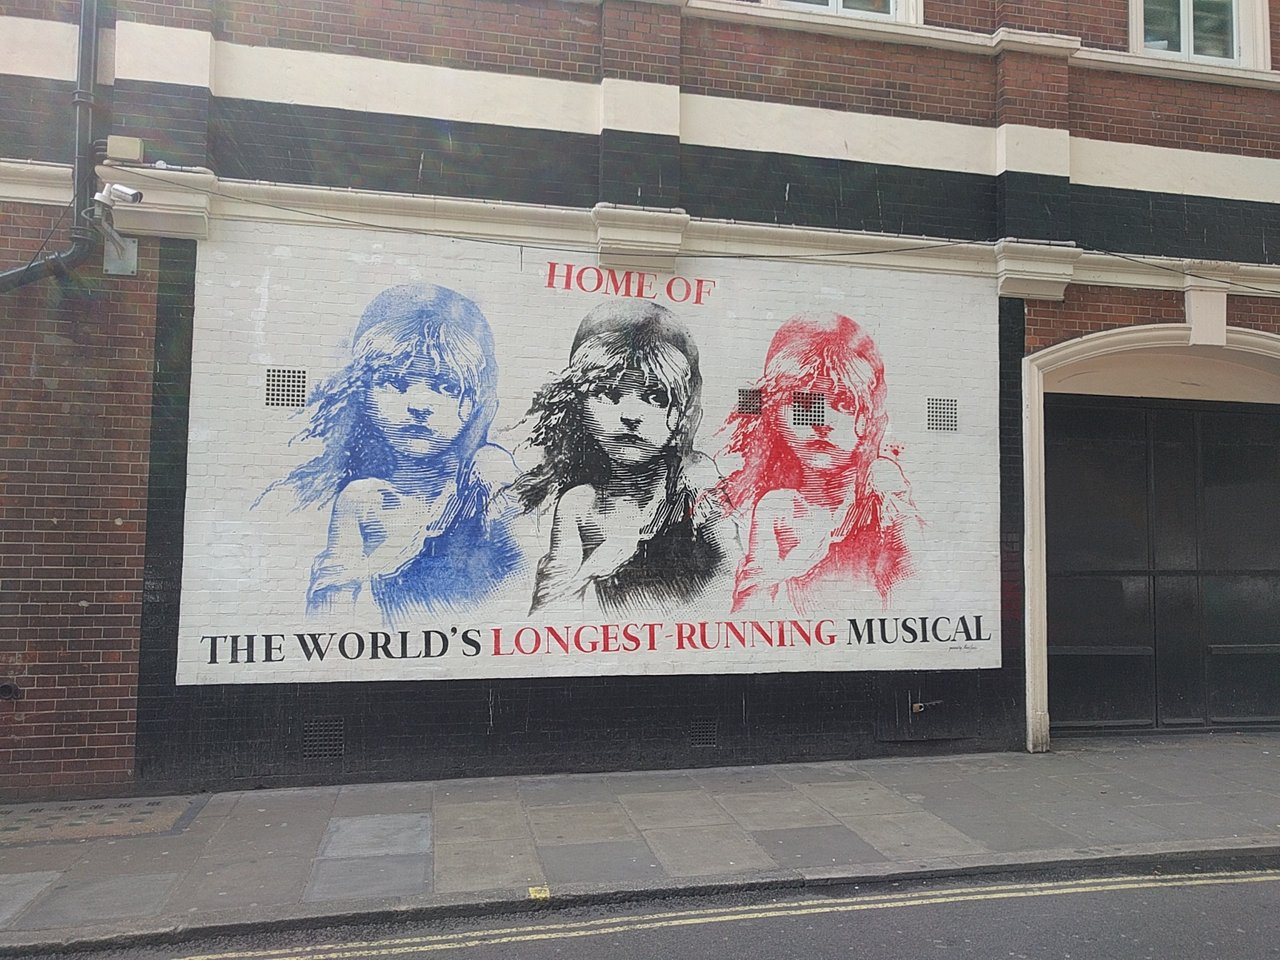 HOME OF
THE WORLD'S LONGEST-RUNNING MUSICAL